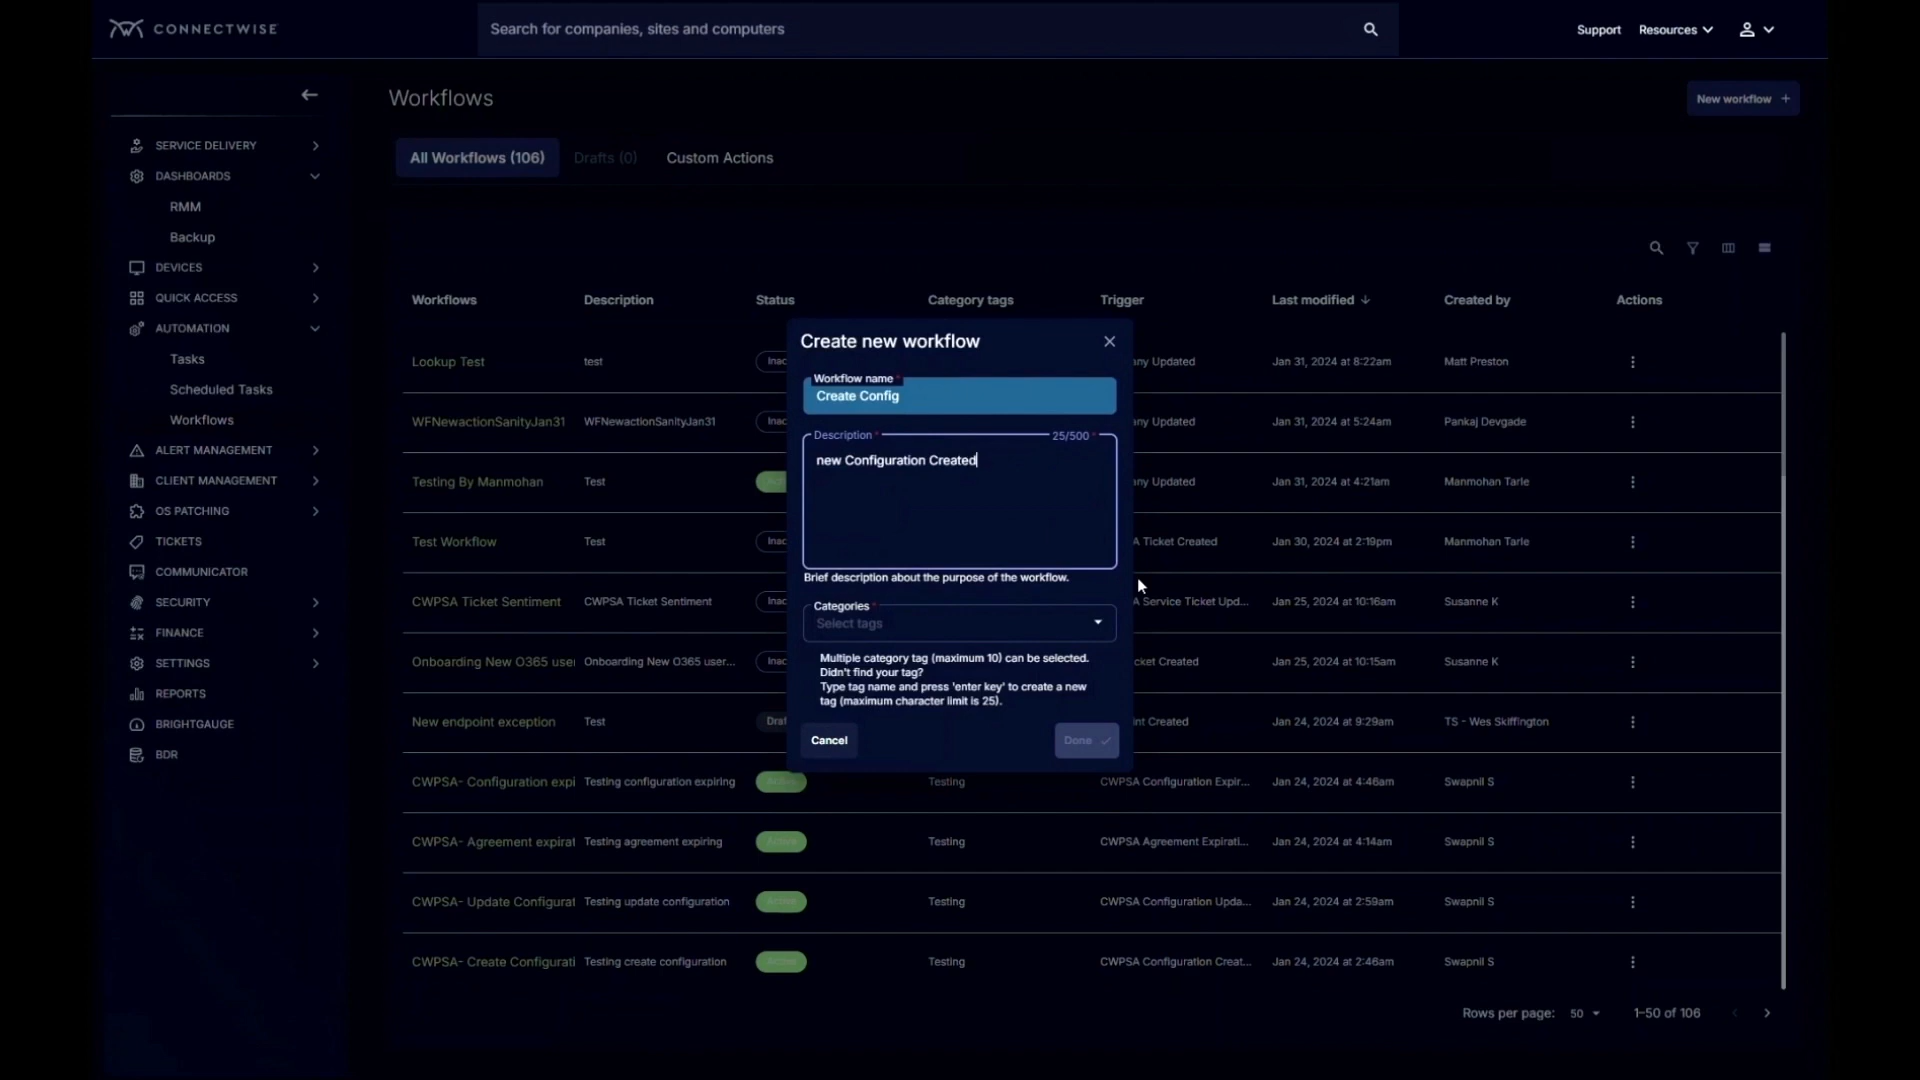 CONNECTWISE
Search for companies, sites and computers
Support
Resources
Workflows
New workflow +
All Workflows (106)
Drafts (0)
Custom Actions
SERVICE DELIVERY
DASHBOARDS
RMM
Backup
DEVICES
QUICK ACCESS
AUTOMATION
Tasks
Scheduled Tasks
Workflows
ALERT MANAGEMENT
CLIENT MANAGEMENT
OS PATCHING
TICKETS
COMMUNICATOR
SECURITY
FINANCE
SETTINGS
REPORTS
BRIGHTGAUGE
BDR
Workflows Description Status Category tags Trigger Last modified Created by Actions
Lookup Test test Inac ny Updated Jan 31, 2024 at 8:22am Matt Preston
WFNewactionSanityJan31 WFNewactionSanityJan31 Inac ny Updated Jan 31, 2024 at 5:24am Pankaj Devgade
Testing By Manmohan Test ny Updated Jan 31, 2024 at 4:21am Manmohan Tarle
Test Workflow Test Inac A Ticket Created Jan 30, 2024 at 2:19pm Manmohan Tarle
CWPSA Ticket Sentiment CWPSA Ticket Sentiment Inac A Service Ticket Upd... Jan 25, 2024 at 10:16am Susanne K
Onboarding New O365 user Onboarding New O365 user... Inac cket Created Jan 25, 2024 at 10:15am Susanne K
New endpoint exception Test Draf int Created Jan 24, 2024 at 9:29am TS - Wes Skiffington
CWPSA- Configuration expi Testing configuration expiring Active Testing CWPSA Configuration Expir... Jan 24, 2024 at 4:46am Swapnil S
CWPSA- Agreement expirat Testing agreement expiring Active Testing CWPSA Agreement Expirati... Jan 24, 2024 at 4:14am Swapnil S
CWPSA- Update Configurat Testing update configuration Active Testing CWPSA Configuration Upda... Jan 24, 2024 at 2:59am Swapnil S
CWPSA- Create Configurati Testing create configuration Active Testing CWPSA Configuration Creat... Jan 24, 2024 at 2:46am Swapnil S
Rows per page: 50 1-50 of 106
Create new workflow
Workflow name *
Create Config
Description * 25/500 *
new Configuration Created
Brief description about the purpose of the workflow.
Categories *
Select tags
Multiple category tag (maximum 10) can be selected.
Didn't find your tag?
Type tag name and press 'enter key' to create a new
tag (maximum character limit is 25).
Cancel
Done